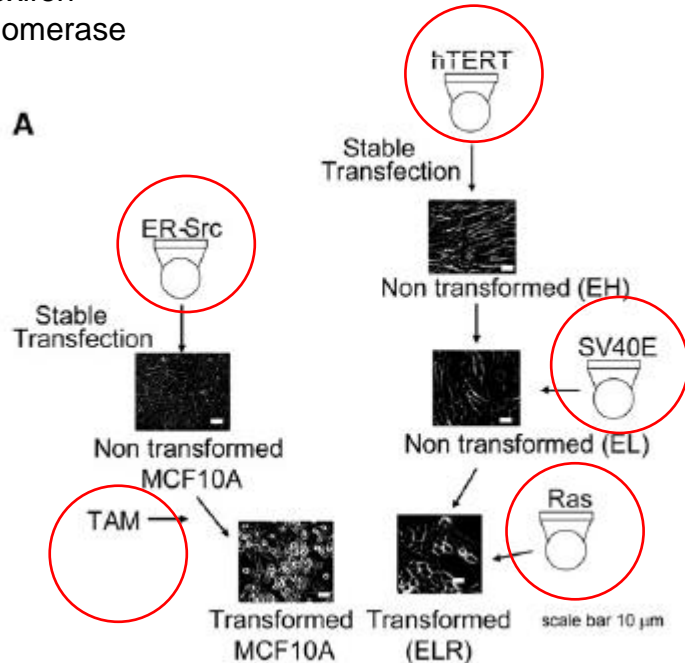 omerase
A
hTERT
Stable
Transfection
Non transformed (EH)
SV40E
Non transformed (EL)
Ras
Transformed
(ELR)
scale bar 10 μm
ER-Src
Stable
Transfection
Non transformed
MCF10A
TAM
Transformed
MCF10A